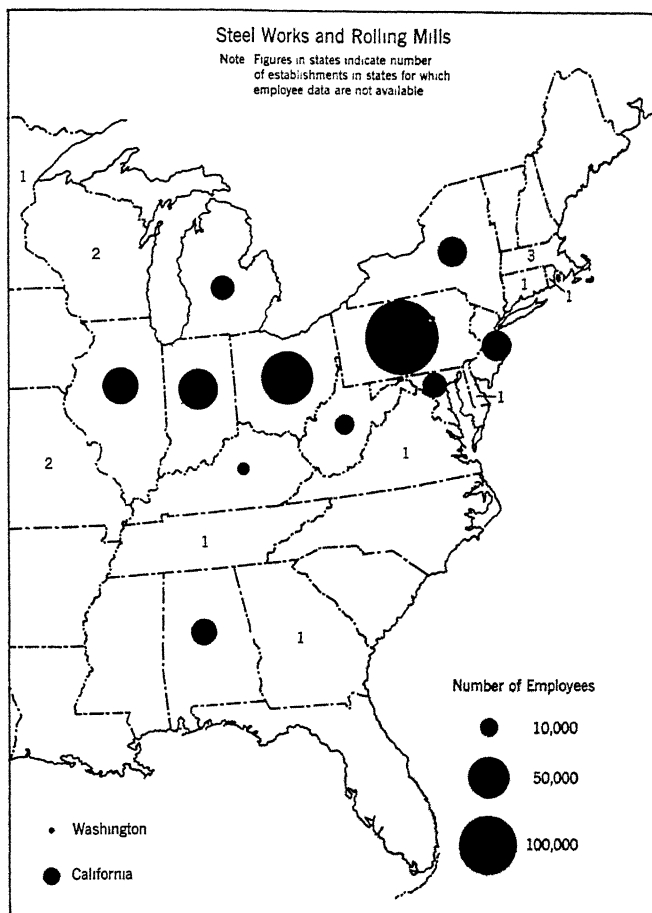 Steel Works and Rolling Mills
Note Figures in states indicate number
of establishments in states for which
employee data are not available
1
2
3
1
1
1
2
1
1
1
Number of Employees
10,000
50,000
100,000
Washington
California